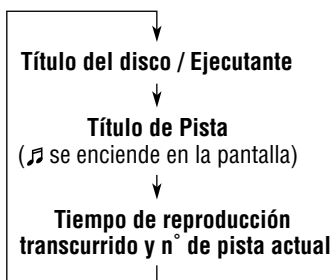 Título del disco / Ejecutante
Título de Pista
(♫ se enciende en la pantalla)
Tiempo de reproducción
transcurrido y n° de pista actual